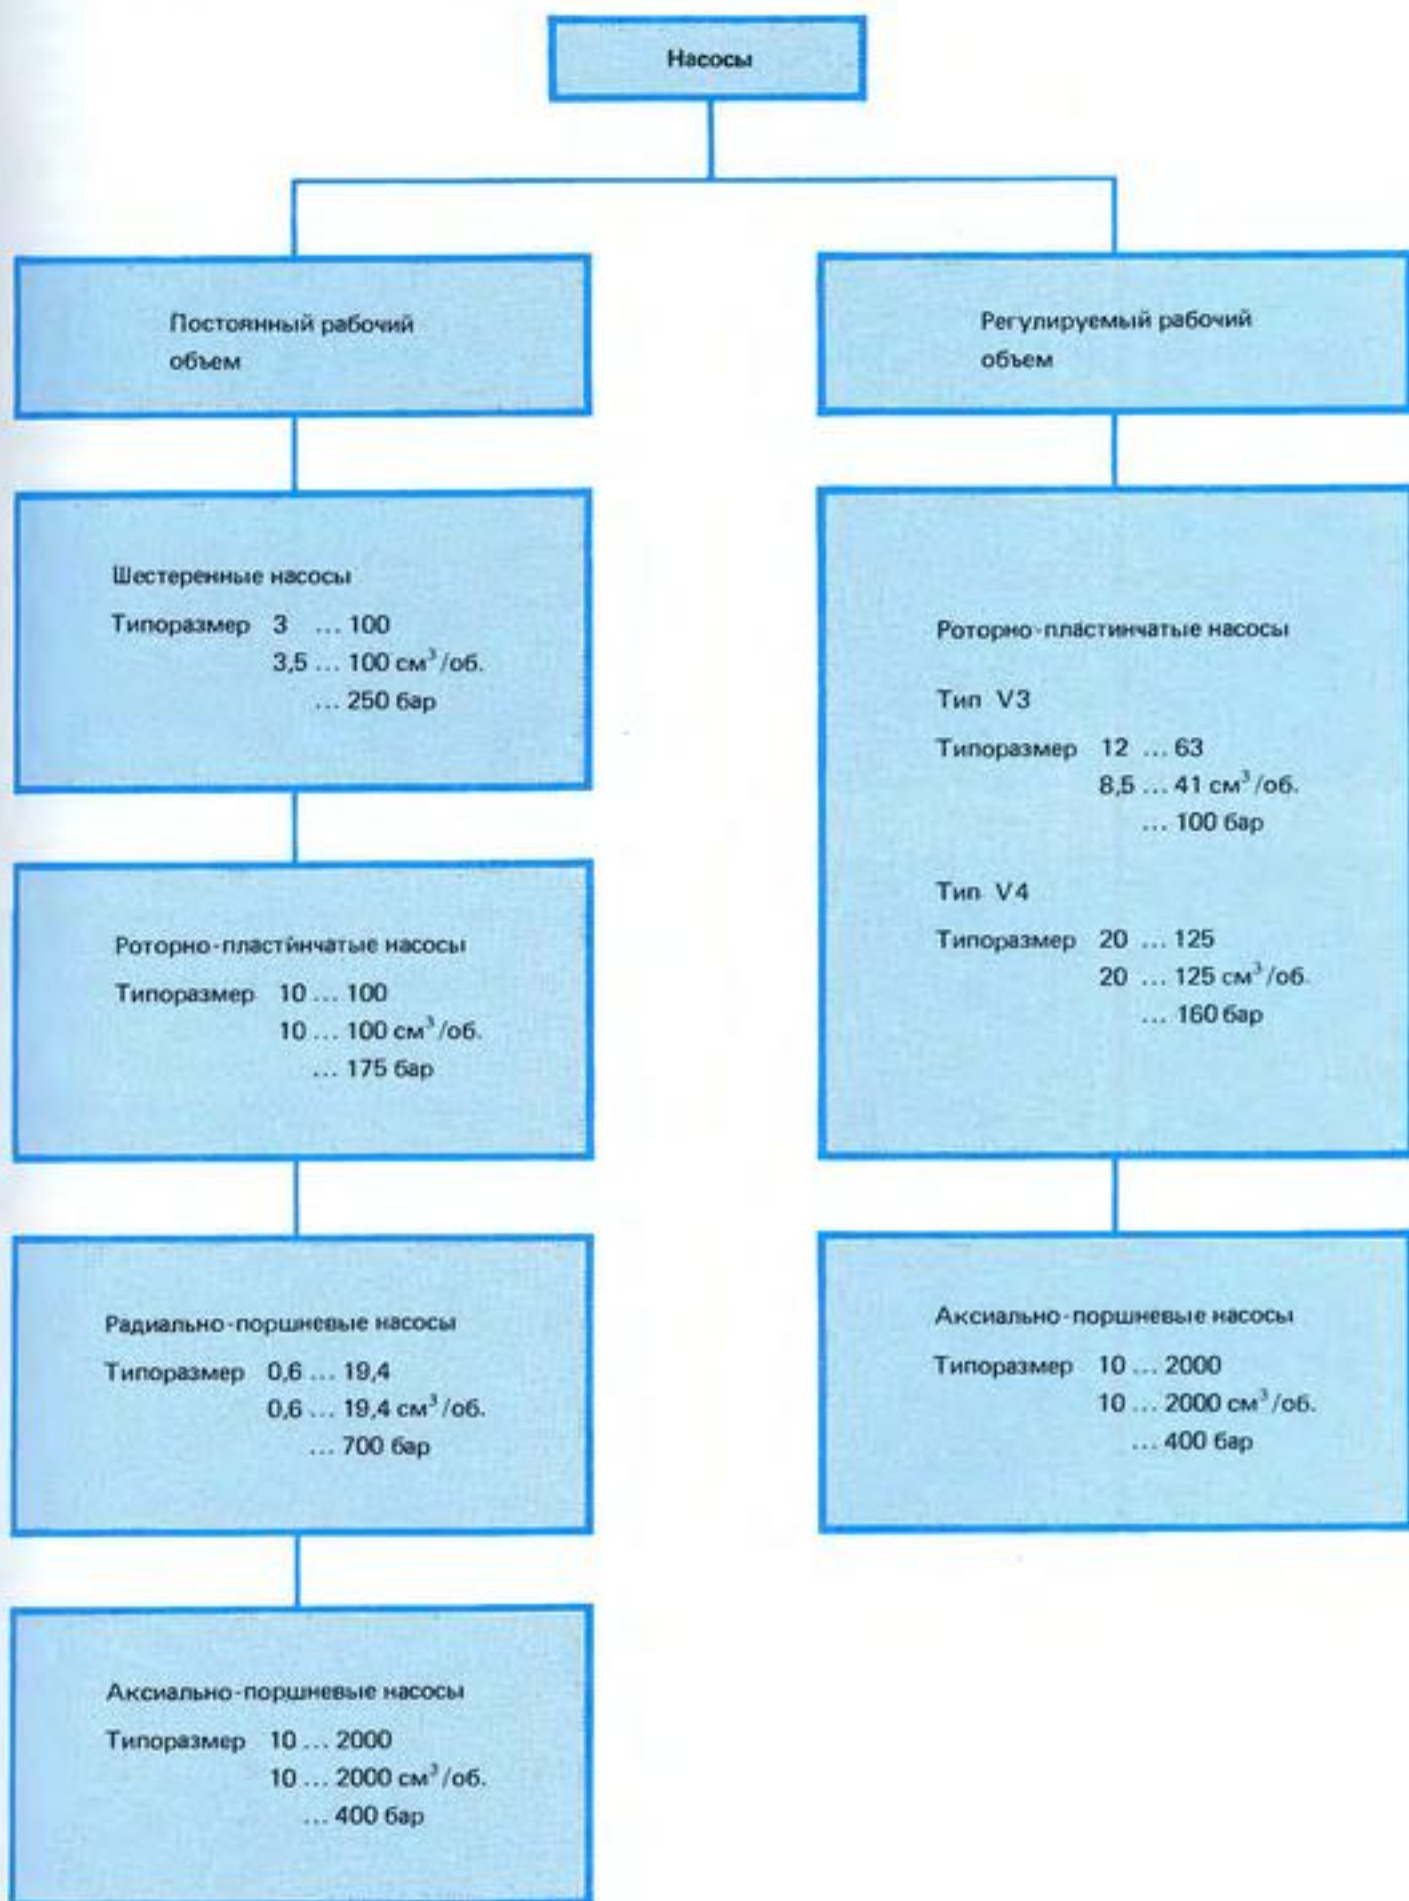 Насосы
Постоянный рабочий
объем
Шестеренные насосы
Типоразмер 3 ... 100
3,5 ... 100 см³/об.
... 250 бар
Роторно-пластинчатые насосы
Типоразмер 10 ... 100
10 ... 100 см³/об.
... 175 бар
Радиально-поршневые насосы
Типоразмер 0,6 ... 19,4
0,6 ... 19,4 см³/об.
... 700 бар
Аксиально-поршневые насосы
Типоразмер 10 ... 2000
10 ... 2000 см³/об.
... 400 бар
Регулируемый рабочий
объем
Роторно-пластинчатые насосы
Тип V3
Типоразмер 12 ... 63
8,5 ... 41 см³/об.
... 100 бар
Тип V4
Типоразмер 20 ... 125
20 ... 125 см³/об.
... 160 бар
Аксиально-поршневые насосы
Типоразмер 10 ... 2000
10 ... 2000 см³/об.
... 400 бар